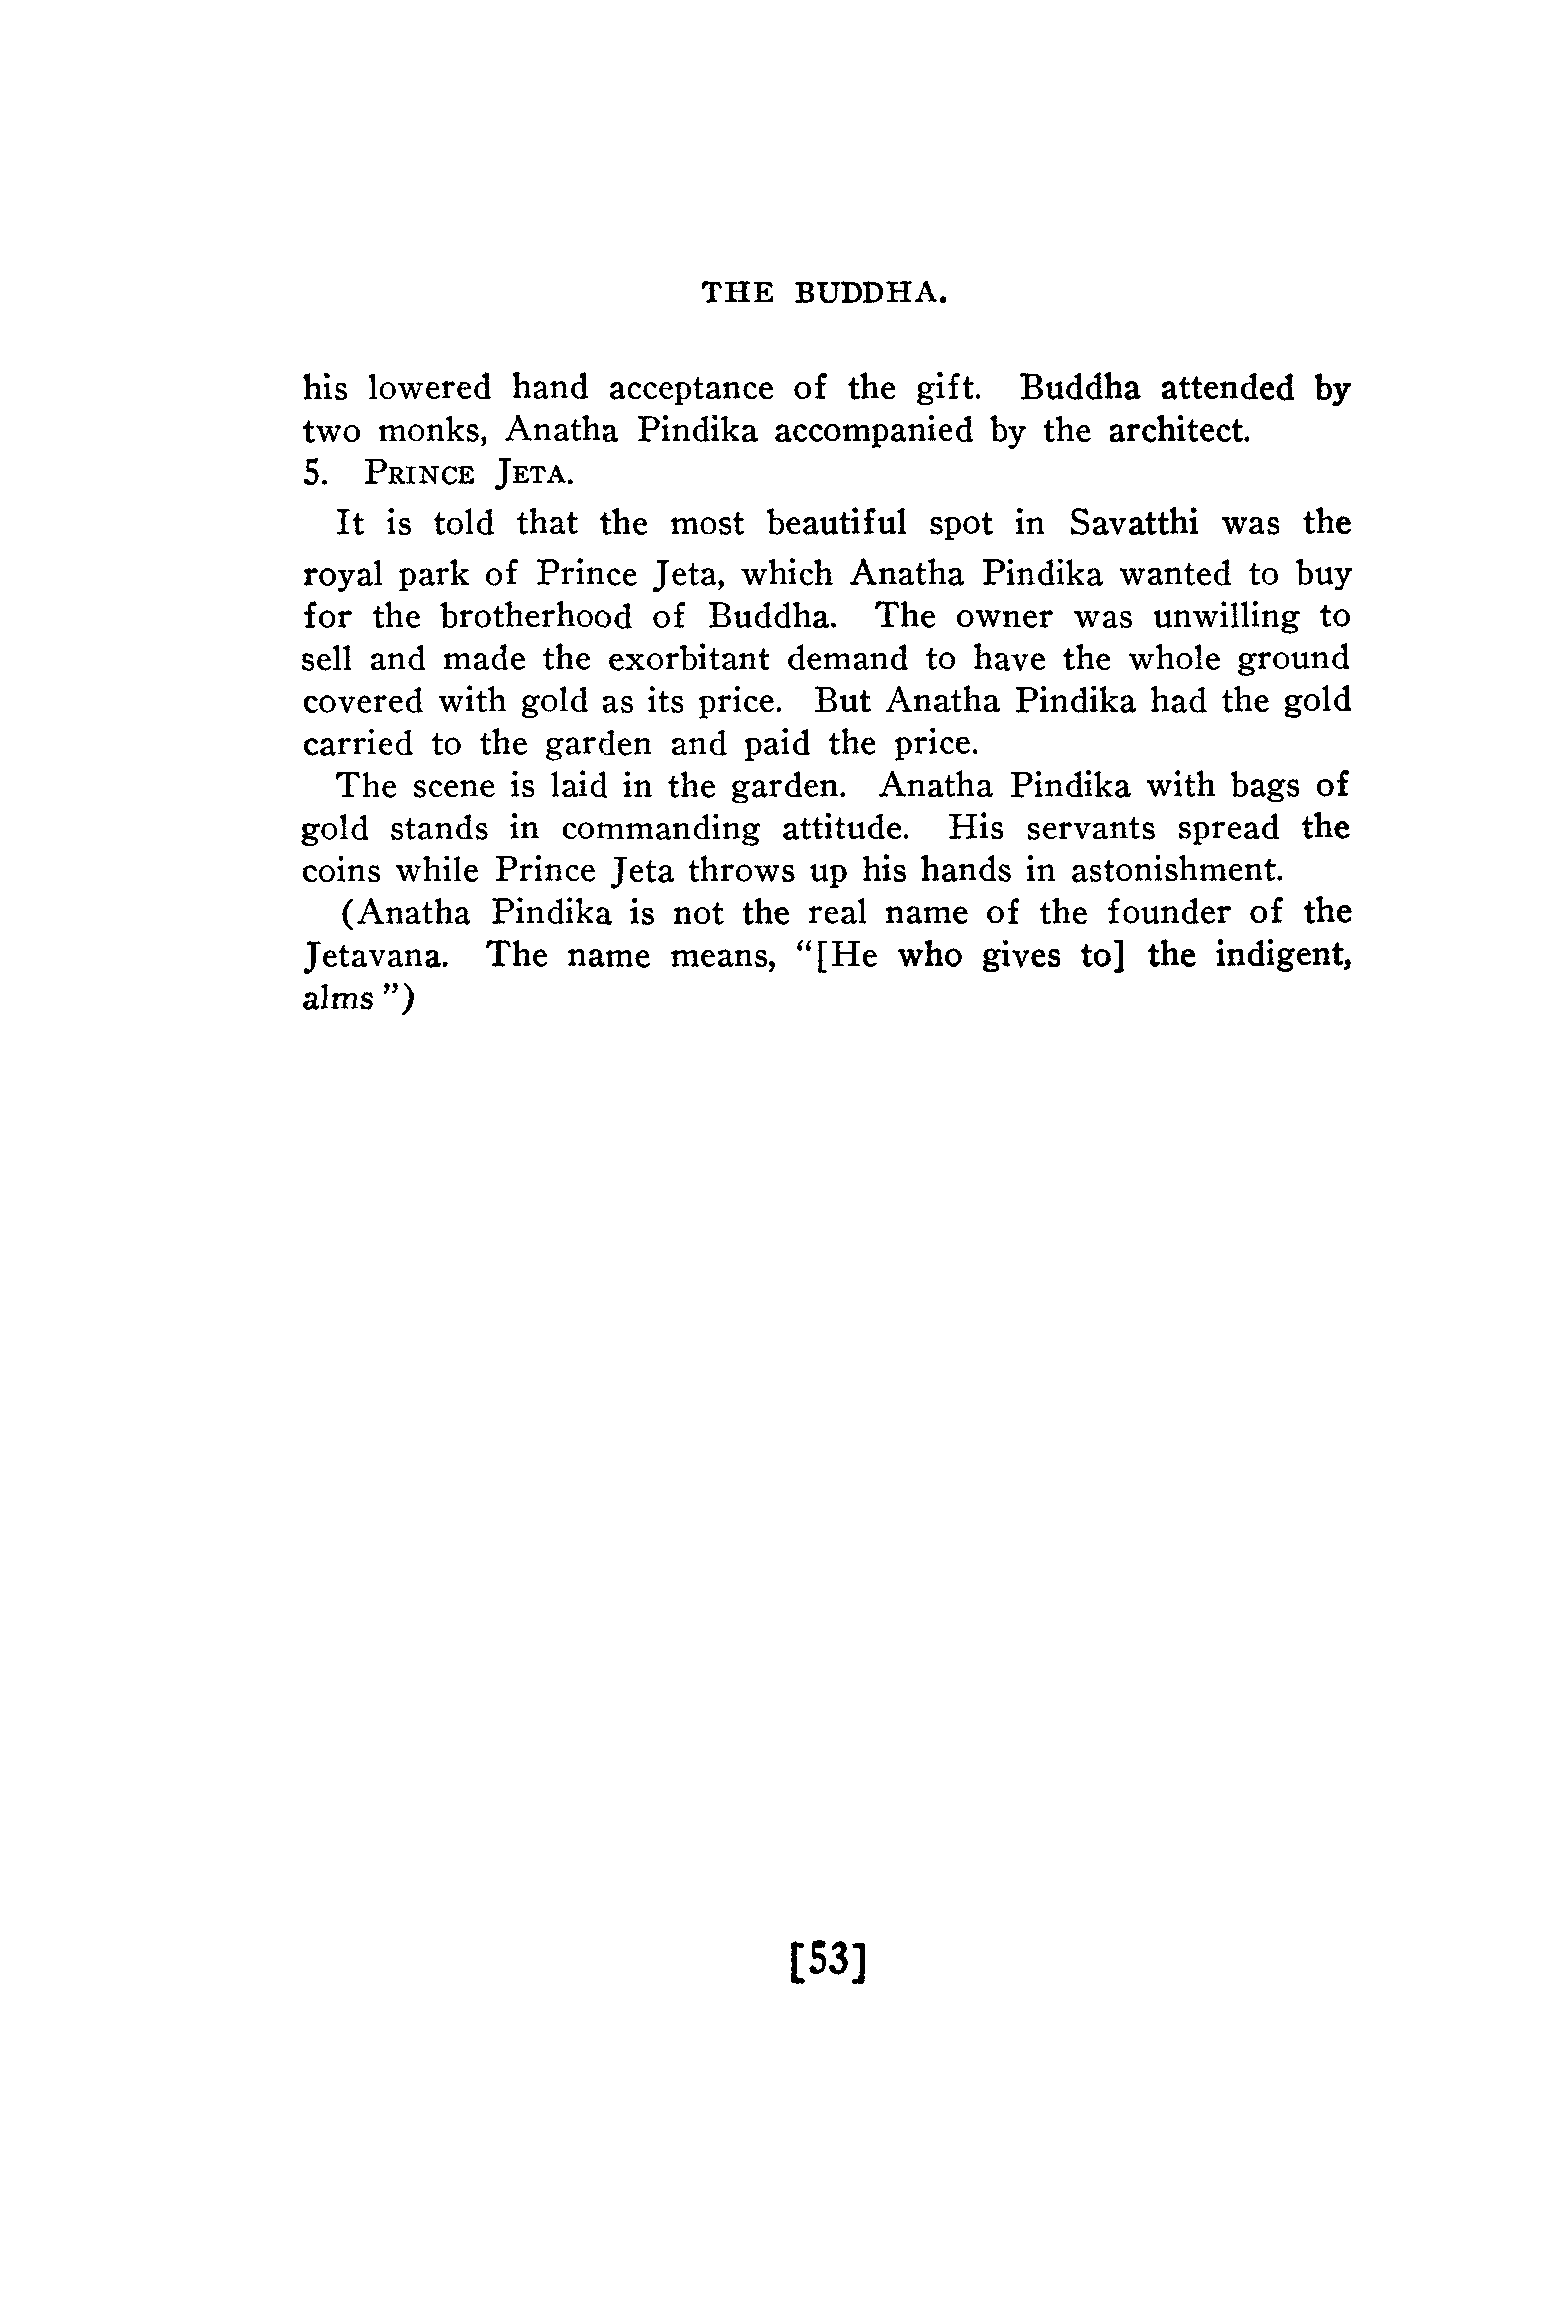 THE BUDDHA.
his lowered hand acceptance of the gift. Buddha attended by
two monks, Anatha Pindika accompanied by the architect.
5. PRINCE JETA.
It is told that the most beautiful spot in Savatthi was the
royal park of Prince Jeta, which Anatha Pindika wanted to buy
for the brotherhood of Buddha. The owner was unwilling to
sell and made the exorbitant demand to have the whole ground
covered with gold as its price. But Anatha Pindika had the gold
carried to the garden and paid the price.
The scene is laid in the garden. Anatha Pindika with bags of
gold stands in commanding attitude. His servants spread the
coins while Prince Jeta throws up his hands in astonishment.
(Anatha Pindika is not the real name of the founder of the
Jetavana. The name means, “[He who gives to] the indigent,
alms”)
[53]